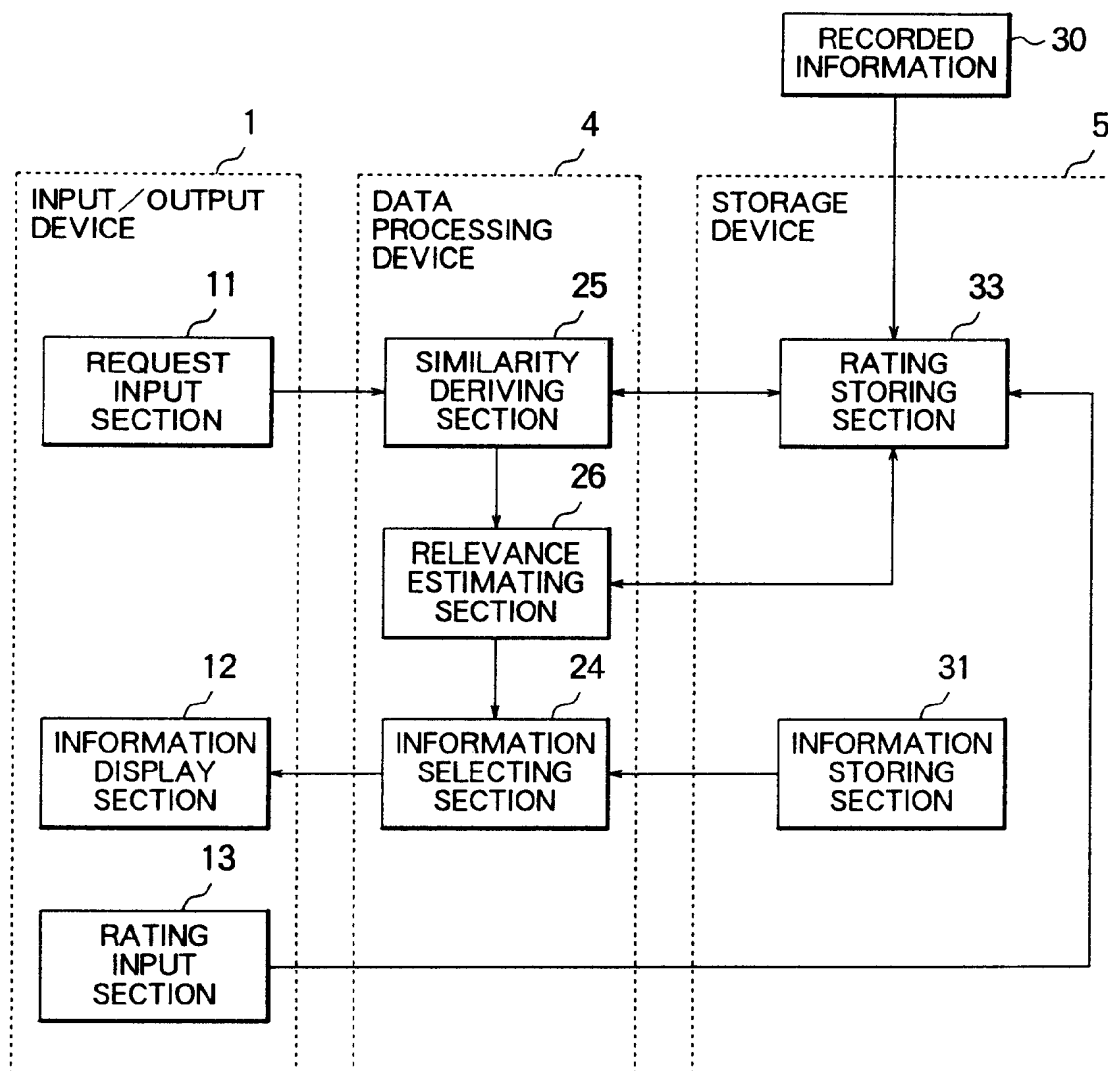 RECORDED
INFORMATION
30
1
4
5
INPUT/OUTPUT
DEVICE
DATA
PROCESSING
DEVICE
STORAGE
DEVICE
11
REQUEST
INPUT
SECTION
25
SIMILARITY
DERIVING
SECTION
33
RATING
STORING
SECTION
26
RELEVANCE
ESTIMATING
SECTION
12
INFORMATION
DISPLAY
SECTION
24
INFORMATION
SELECTING
SECTION
31
INFORMATION
STORING
SECTION
13
RATING
INPUT
SECTION